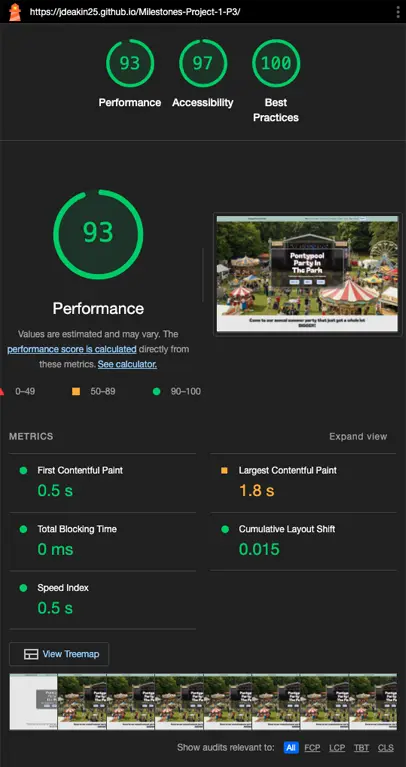 https://jdeakin25.github.io/Milestones-Project-1-P3/
93
97
100
Performance
Accessibility
Best
Practices
93
Performance
Values are estimated and may vary. The
performance score is calculated directly from
these metrics. See calculator.
0–49
50–89
90–100
Pontypool
Party In
The Park
Come to our annual summer party that just got a whole lot
BIGGER!
METRICS
Expand view
First Contentful Paint
0.5 s
Largest Contentful Paint
1.8 s
Total Blocking Time
0 ms
Cumulative Layout Shift
0.015
Speed Index
0.5 s
View Treemap
Show audits relevant to: All FCP LCP TBT CLS